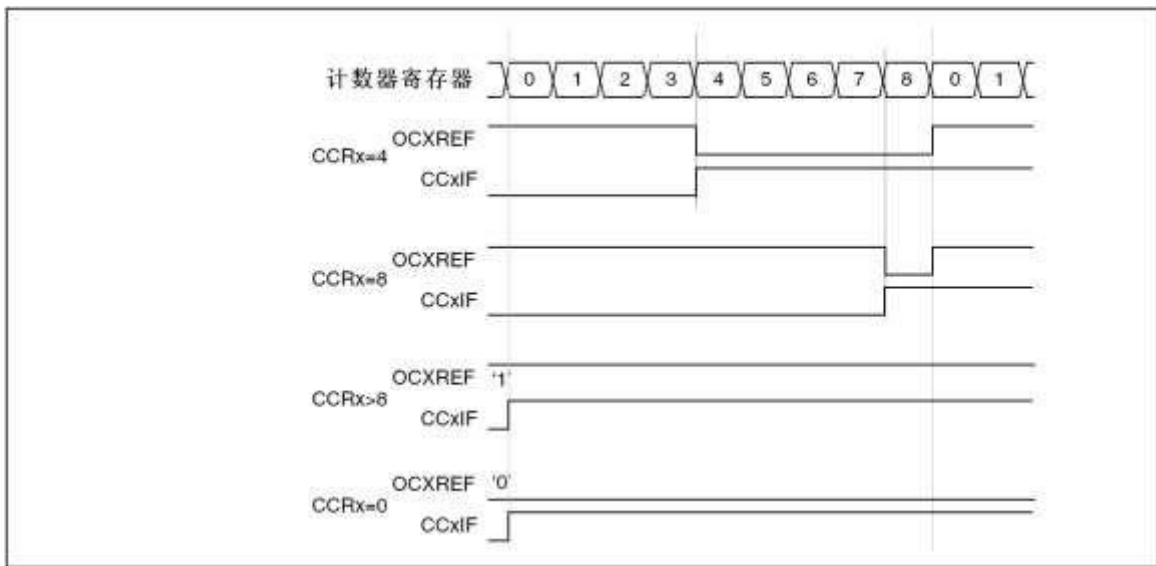 计数器寄存器 0 1 2 3 4 5 6 7 8 0 1
OCXREF
CCRx=4
CCxIF
OCXREF
CCRx=8
CCxIF
OCXREF '1'
CCRx>8
CCxIF
OCXREF '0'
CCRx=0
CCxIF